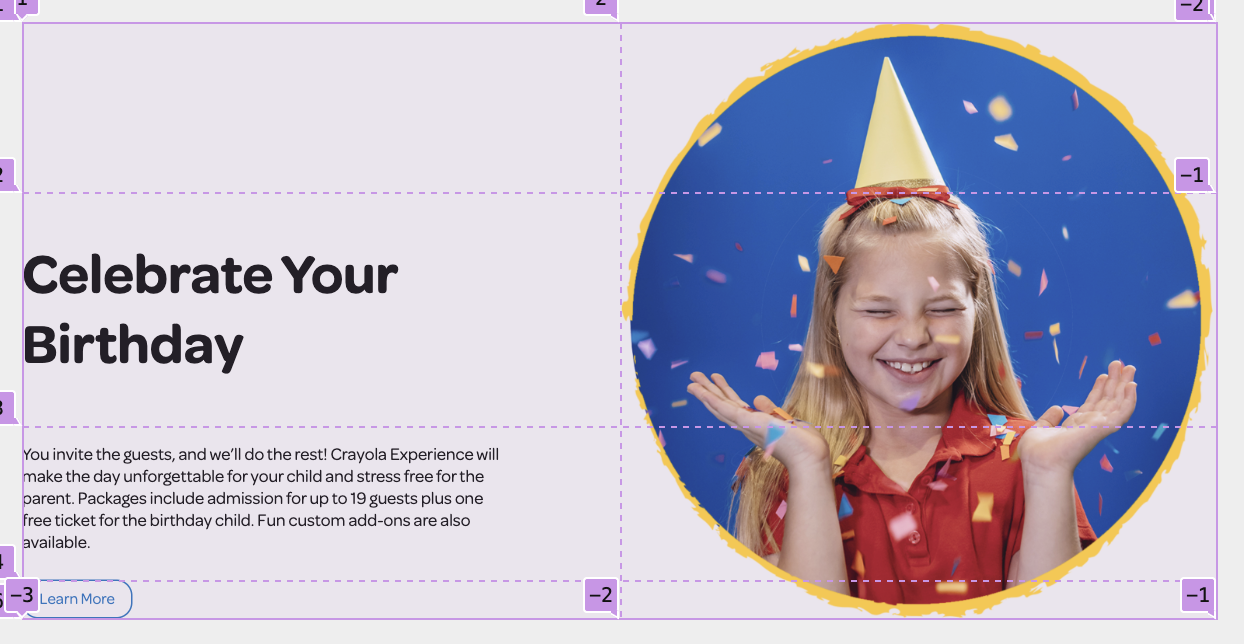 1
2
−2
2
−1
Celebrate Your
Birthday
3
You invite the guests, and we’ll do the rest! Crayola Experience will
make the day unforgettable for your child and stress free for the
parent. Packages include admission for up to 19 guests plus one
free ticket for the birthday child. Fun custom add-ons are also
available.
4
−3
Learn More
−2
−1